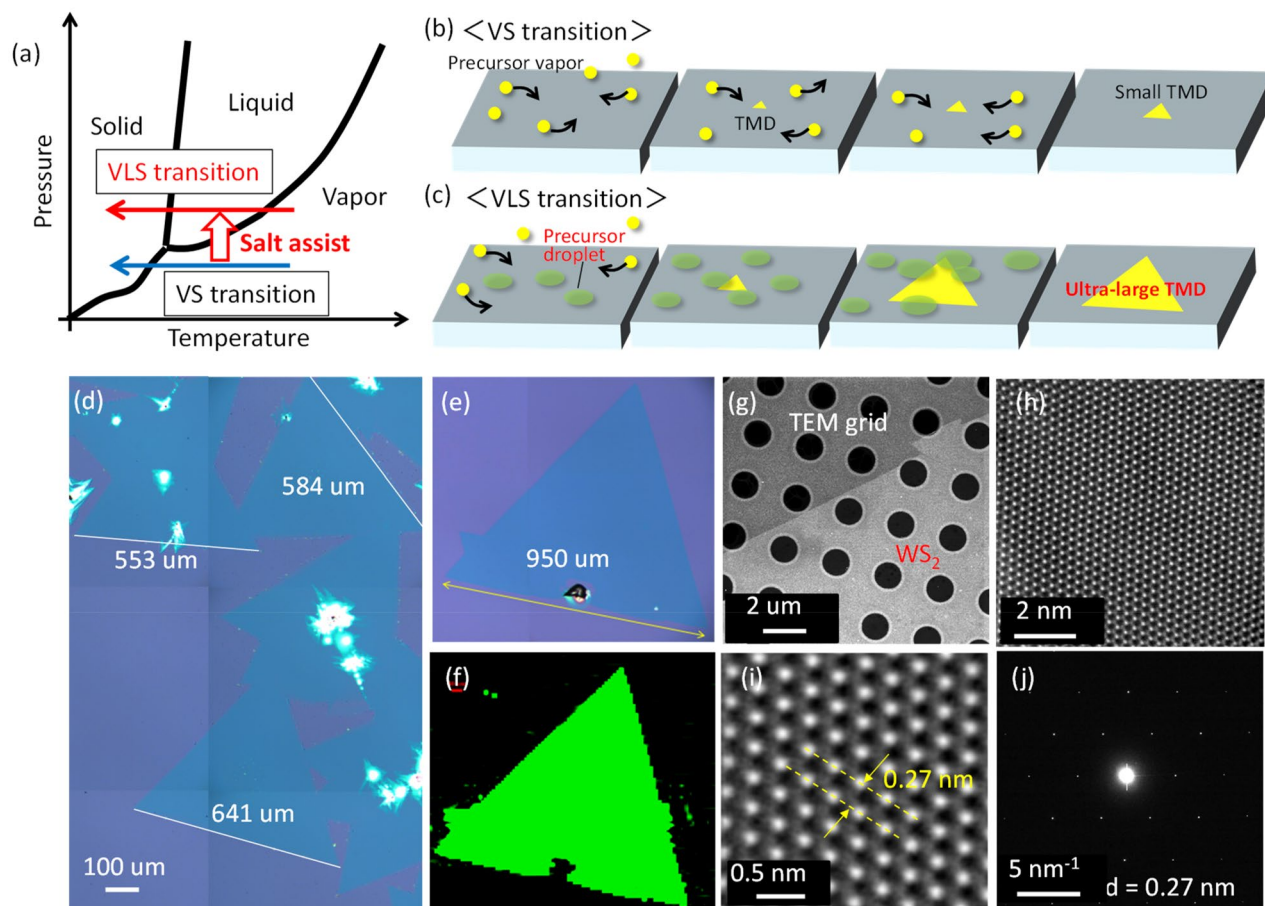 (a)
Pressure
Solid
Liquid
Vapor
VLS transition
Salt assist
VS transition
Temperature
(b) <VS transition>
Precursor vapor
TMD
Small TMD
(c) <VLS transition>
Precursor
droplet
Ultra-large TMD
(d)
584 um
553 um
641 um
100 um
(e)
950 um
(f)
(g)
TEM grid
WS₂
2 um
(h)
2 nm
(i)
0.27 nm
0.5 nm
(j)
5 nm⁻¹
d = 0.27 nm